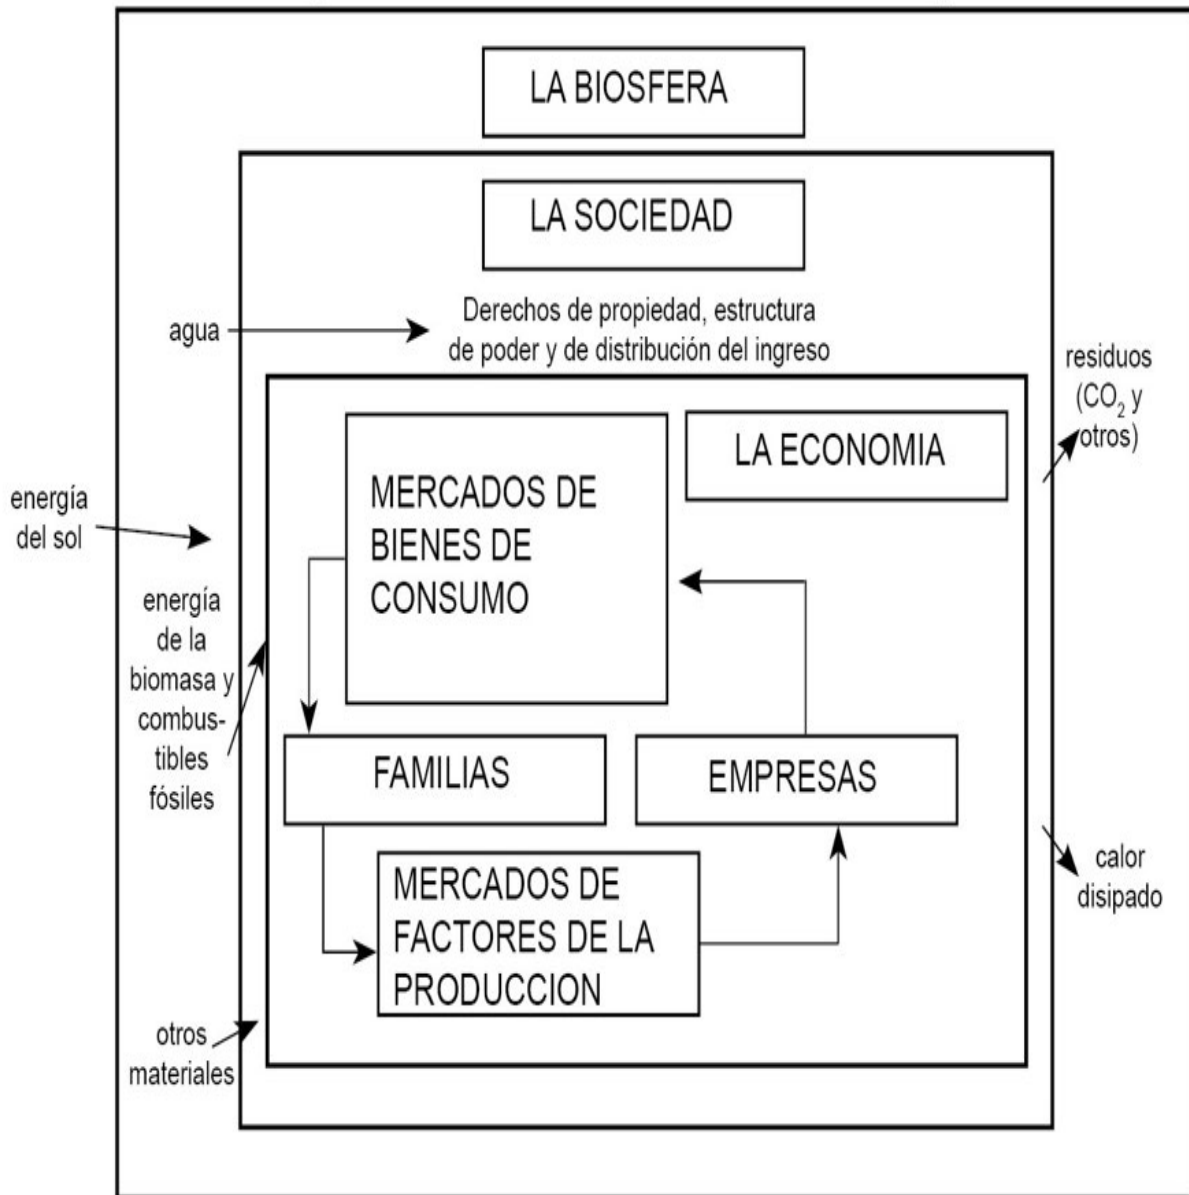 LA BIOSFERA
LA SOCIEDAD
agua
Derechos de propiedad, estructura
de poder y de distribución del ingreso
residuos
(CO₂ y
otros)
LA ECONOMIA
MERCADOS DE
BIENES DE
CONSUMO
energía
del sol
energía
de la
biomasa y
combus-
tibles
fósiles
FAMILIAS
EMPRESAS
MERCADOS DE
FACTORES DE LA
PRODUCCION
calor
disipado
otros
materiales